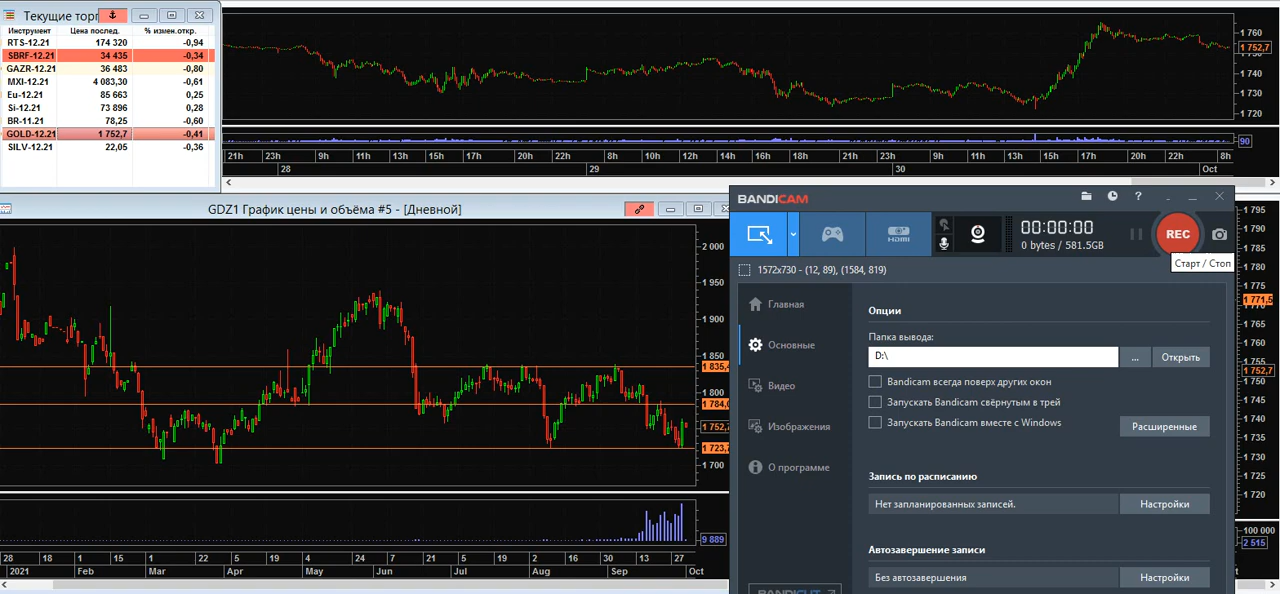 Текущие торг
Инструмент Цена послед. % измен.откр.
RTS-12.21 174 320 -0,94
SBRF-12.21 34 435 -0,34
GAZR-12.21 36 483 -0,80
MXI-12.21 4 083,30 -0,61
Eu-12.21 85 663 0,25
Si-12.21 73 896 0,28
BR-11.21 78,25 -0,60
GOLD-12.21 1 752,7 -0,41
SILV-12.21 22,05 -0,36
1 760
1 752,7
1 740
1 730
1 720
90
21h 23h 9h 11h 13h 15h 17h 20h 22h 8h 10h 12h 14h 16h 18h 21h 23h 9h 11h 13h 15h 17h 20h 22h 8h
28 29 30 Oct
GDZ1 График цены и объёма #5 - [Дневной]
2 000
1 950
1 900
1 850
1 835,4
1 800
1 784,0
1 752,7
1 723,
1 700
9 889
28 18 1 15 1 22 5 19 4 24 7 21 5 19 2 16 30 13 27
2021 Feb Mar Apr May Jun Jul Aug Sep Oct
BANDICAM
?
HDMI
00:00:00
0 bytes / 581.5GB
REC
Старт / Стоп
1572x730 - (12, 89), (1584, 819)
Главная
Основные
Видео
Изображения
О программе
Опции
Папка вывода:
D:\
...
Открыть
Bandicam всегда поверх других окон
Запускать Bandicam свёрнутым в трей
Запускать Bandicam вместе с Windows
Расширенные
Запись по расписанию
Нет запланированных записей.
Настройки
Автозавершение записи
Без автозавершения
Настройки
BANDICUT
1 795
1 790
1 785
1 780
1 775
1 771,5
1 765
1 760
1 752,7
1 750
1 745
1 740
1 735
1 730
1 725
1 720
100 000
2 515